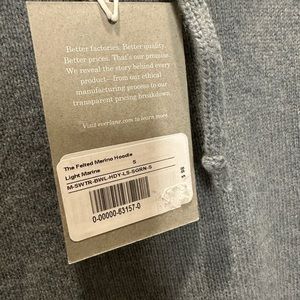 Better factories. Better quality.
Better prices. That's our promise.
We reveal the story behind every
product—from our ethical
manufacturing process to our
transparent pricing breakdown.
Visit everlane.com to learn more.
The Felted Merino Hoodie
S
Light Marine
M-SWTR-BWL-HDY-LS-SGRN-S
0-00000-63157-0